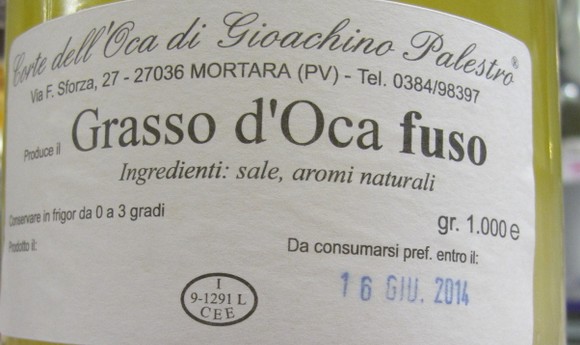 Corte dell'Oca di Gioachino Palestro®
Via F. Sforza, 27 - 27036 MORTARA (PV) - Tel. 0384/98397
Produce il Grasso d'Oca fuso
Ingredienti: sale, aromi naturali
Conservare in frigor da 0 a 3 gradi
gr. 1.000 e
Prodotto il:
Da consumarsi pref. entro il:
16 GIU. 2014
I
9-1291 L
CEE